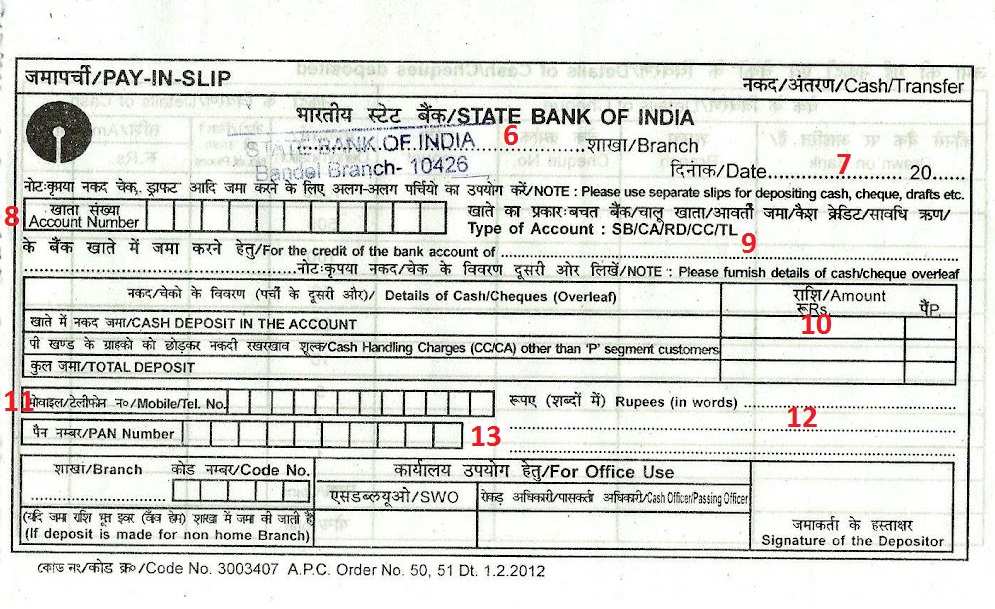 जमापर्ची/PAY-IN-SLIP
नकद/अंतरण/Cash/Transfer
भारतीय स्टेट बैंक/STATE BANK OF INDIA
6
STATE BANK OF INDIA
Bandel Branch- 10426
शाखा/Branch
दिनांक/Date..................7............ 20......
नोटःकृपया नकद चेक, ड्राफट आदि जमा करने के लिए अलग-अलग पर्चियो का उपयोग करें/NOTE : Please use separate slips for depositing cash, cheque, drafts etc.
8 खाता संख्या
Account Number
खाते का प्रकारःबचत बैंक/चालू खाता/आवर्ती जमा/कैश क्रेडिट/सावधि ऋण/
Type of Account : SB/CA/RD/CC/TL
9
के बैंक खाते में जमा करने हेतु/For the credit of the bank account of
नोटःकृपया नकद/चेक के विवरण दूसरी ओर लिखें/NOTE : Please furnish details of cash/cheque overleaf
नकद/चेको के विवरण (पर्चों के दूसरी और)/ Details of Cash/Cheques (Overleaf)
राशि/Amount
रूRs.
पैंP.
10
खाते में नकद जमा/CASH DEPOSIT IN THE ACCOUNT
पी खण्ड के ग्राहको को छोड़कर नकदी रखरखाव शुल्क/Cash Handling Charges (CC/CA) other than 'P' segment customers
कुल जमा/TOTAL DEPOSIT
11 मोवाइल/टेलीफोन न०/Mobile/Tel. No.
रूपए (शब्दों में) Rupees (in words)
12
पैन नम्बर/PAN Number
13
शाखा/Branch
कोड नम्बर/Code No.
कार्यालय उपयोग हेतु/For Office Use
एसडब्ल्यूओ/SWO
रोकड़ अधिकारी/पासकर्ता अधिकारी/Cash Officer/Passing Officer
(If deposit is made for non home Branch)
जमाकर्ता के हस्ताक्षर
Signature of the Depositor
কোড নং/कोड क्र०/Code No. 3003407 A.P.C. Order No. 50, 51 Dt. 1.2.2012